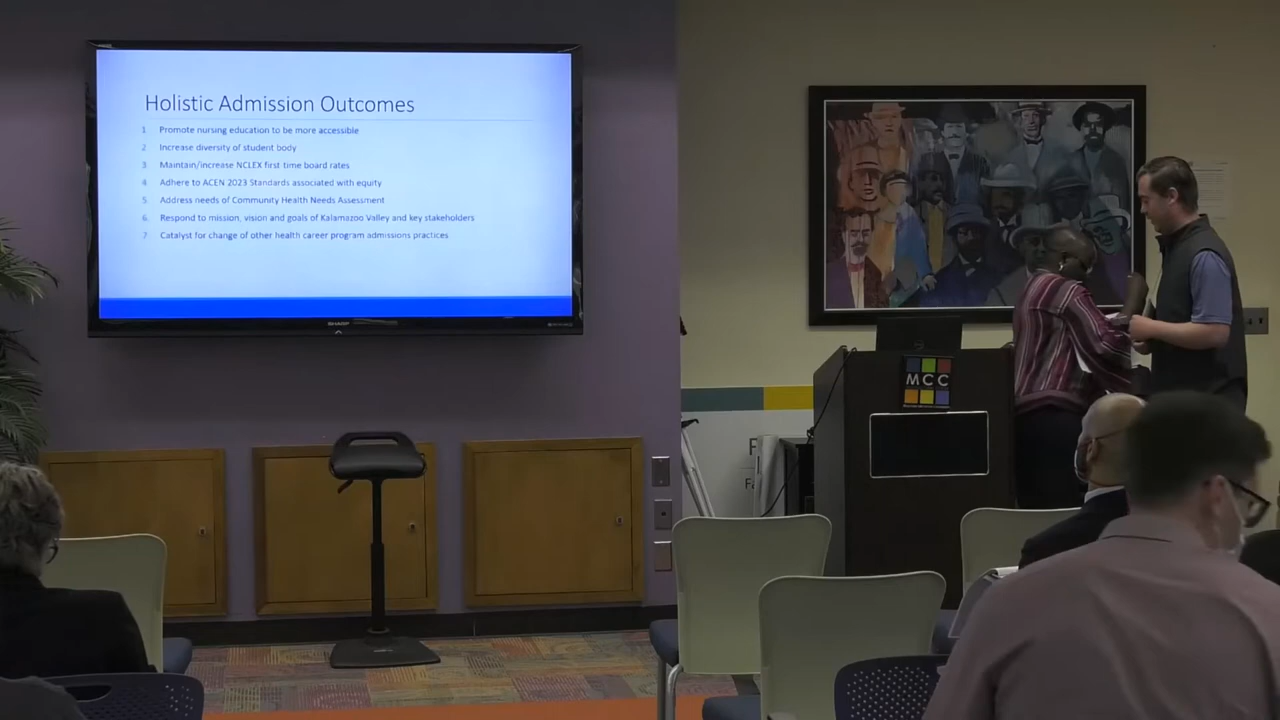 Holistic Admission Outcomes
1 Promote nursing education to be more accessible
2 Increase diversity of student body
3 Maintain/increase NCLEX first time board rates
4. Adhere to ACEN 2023 Standards associated with equity
5. Address needs of Community Health Needs Assessment
6. Respond to mission, vision and goals of Kalamazoo Valley and key stakeholders
7. Catalyst for change of other health career program admissions practices
SHARP
MCC
F
Fa